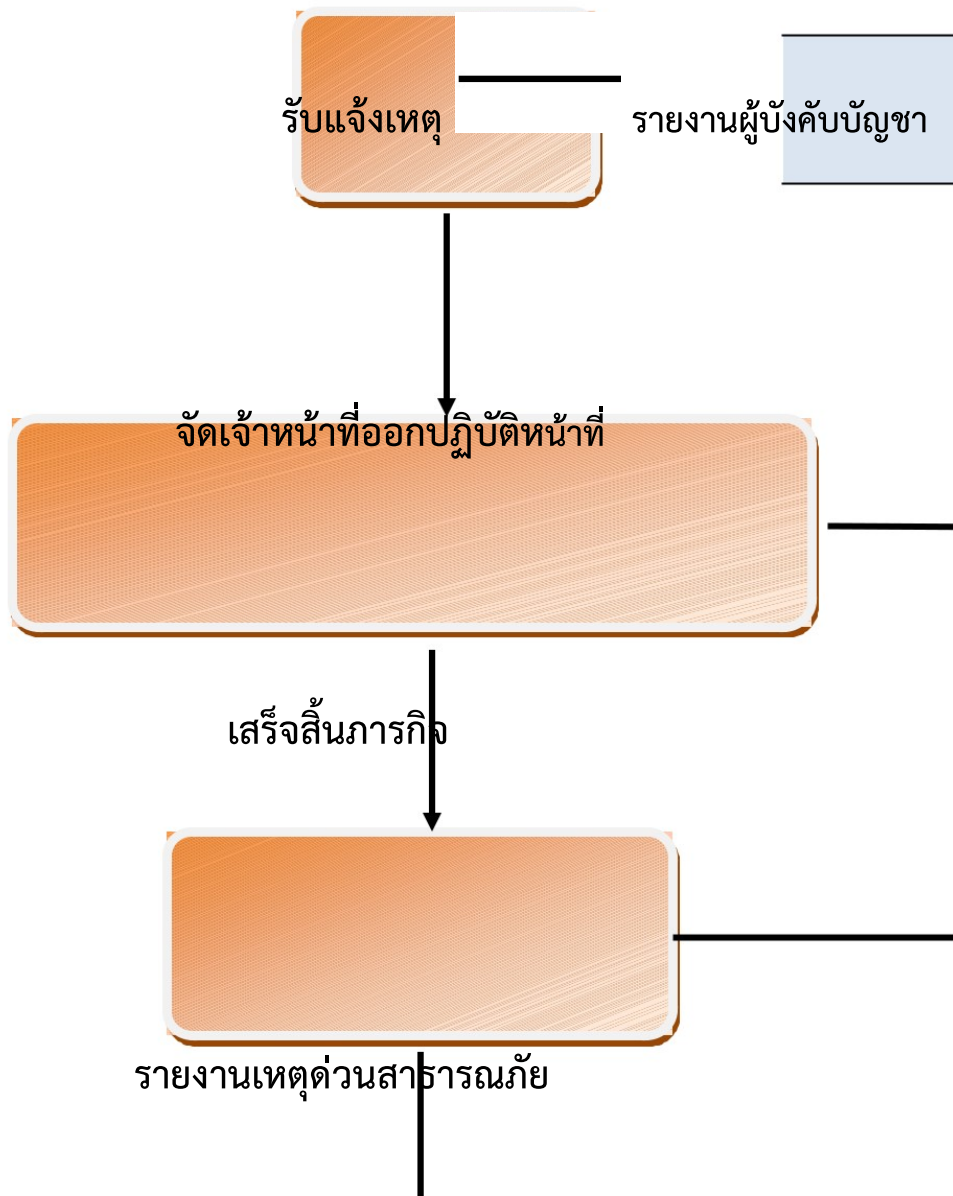 รับแจ้งเหตุ
รายงานผู้บังคับบัญชา
จัดเจ้าหน้าที่ออกปฏิบัติหน้าที่
เสร็จสิ้นภารกิจ
รายงานเหตุด่วนสาธารณภัย